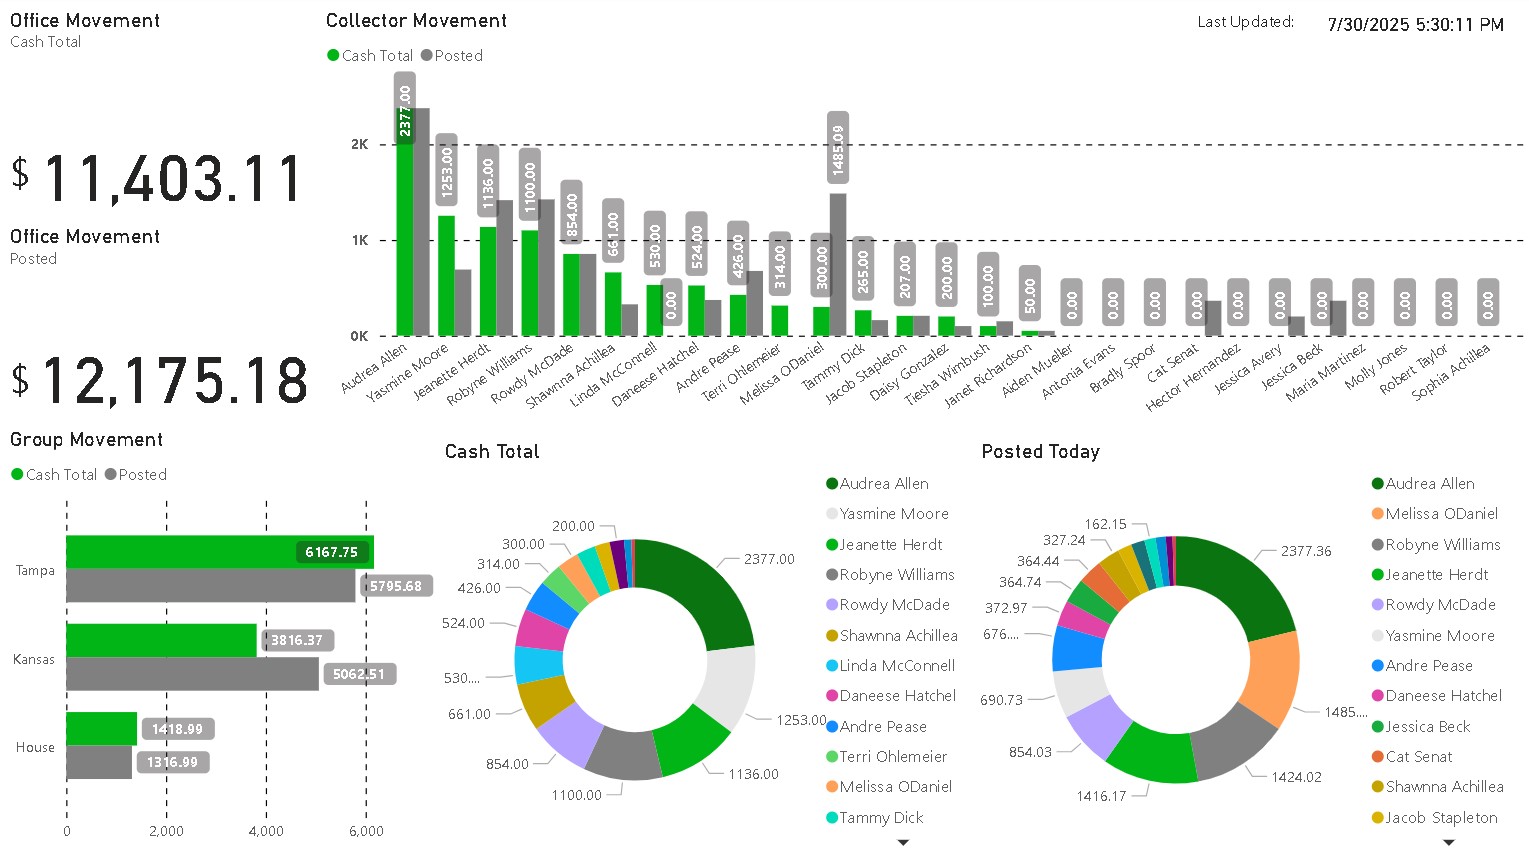 Office Movement
Cash Total
$ 11,403.11
Office Movement
Posted
$ 12,175.18
Collector Movement
Cash Total Posted
Last Updated: 7/30/2025 5:30:11 PM
2K
1K
0K
2377.00
1253.00
1136.00
1100.00
854.00
661.00
530.00
0.00
524.00
426.00
314.00
300.00
1485.09
265.00
207.00
200.00
100.00
50.00
0.00
0.00
0.00
0.00
0.00
0.00
0.00
0.00
0.00
0.00
0.00
Audrea Allen
Yasmine Moore
Jeanette Herdt
Robyne Williams
Rowdy McDade
Shawnna Achillea
Linda McConnell
Daneese Hatchel
Andre Pease
Terri Ohlemeier
Melissa ODaniel
Tammy Dick
Jacob Stapleton
Daisy Gonzalez
Tiesha Wimbush
Janet Richardson
Aiden Mueller
Antonia Evans
Bradly Spoor
Cat Senat
Hector Hernandez
Jessica Avery
Jessica Beck
Maria Martinez
Molly Jones
Robert Taylor
Sophia Achillea
Group Movement
Cash Total Posted
Tampa
6167.75
5795.68
Kansas
3816.37
5062.51
House
1418.99
1316.99
0 2,000 4,000 6,000
Cash Total
2377.00
1253.00
1136.00
1100.00
854.00
661.00
530....
524.00
426.00
314.00
300.00
200.00
Audrea Allen
Yasmine Moore
Jeanette Herdt
Robyne Williams
Rowdy McDade
Shawnna Achillea
Linda McConnell
Daneese Hatchel
Andre Pease
Terri Ohlemeier
Melissa ODaniel
Tammy Dick
Posted Today
2377.36
1485....
1424.02
1416.17
854.03
690.73
676....
372.97
364.74
364.44
327.24
162.15
Audrea Allen
Melissa ODaniel
Robyne Williams
Jeanette Herdt
Rowdy McDade
Yasmine Moore
Andre Pease
Daneese Hatchel
Jessica Beck
Cat Senat
Shawnna Achillea
Jacob Stapleton